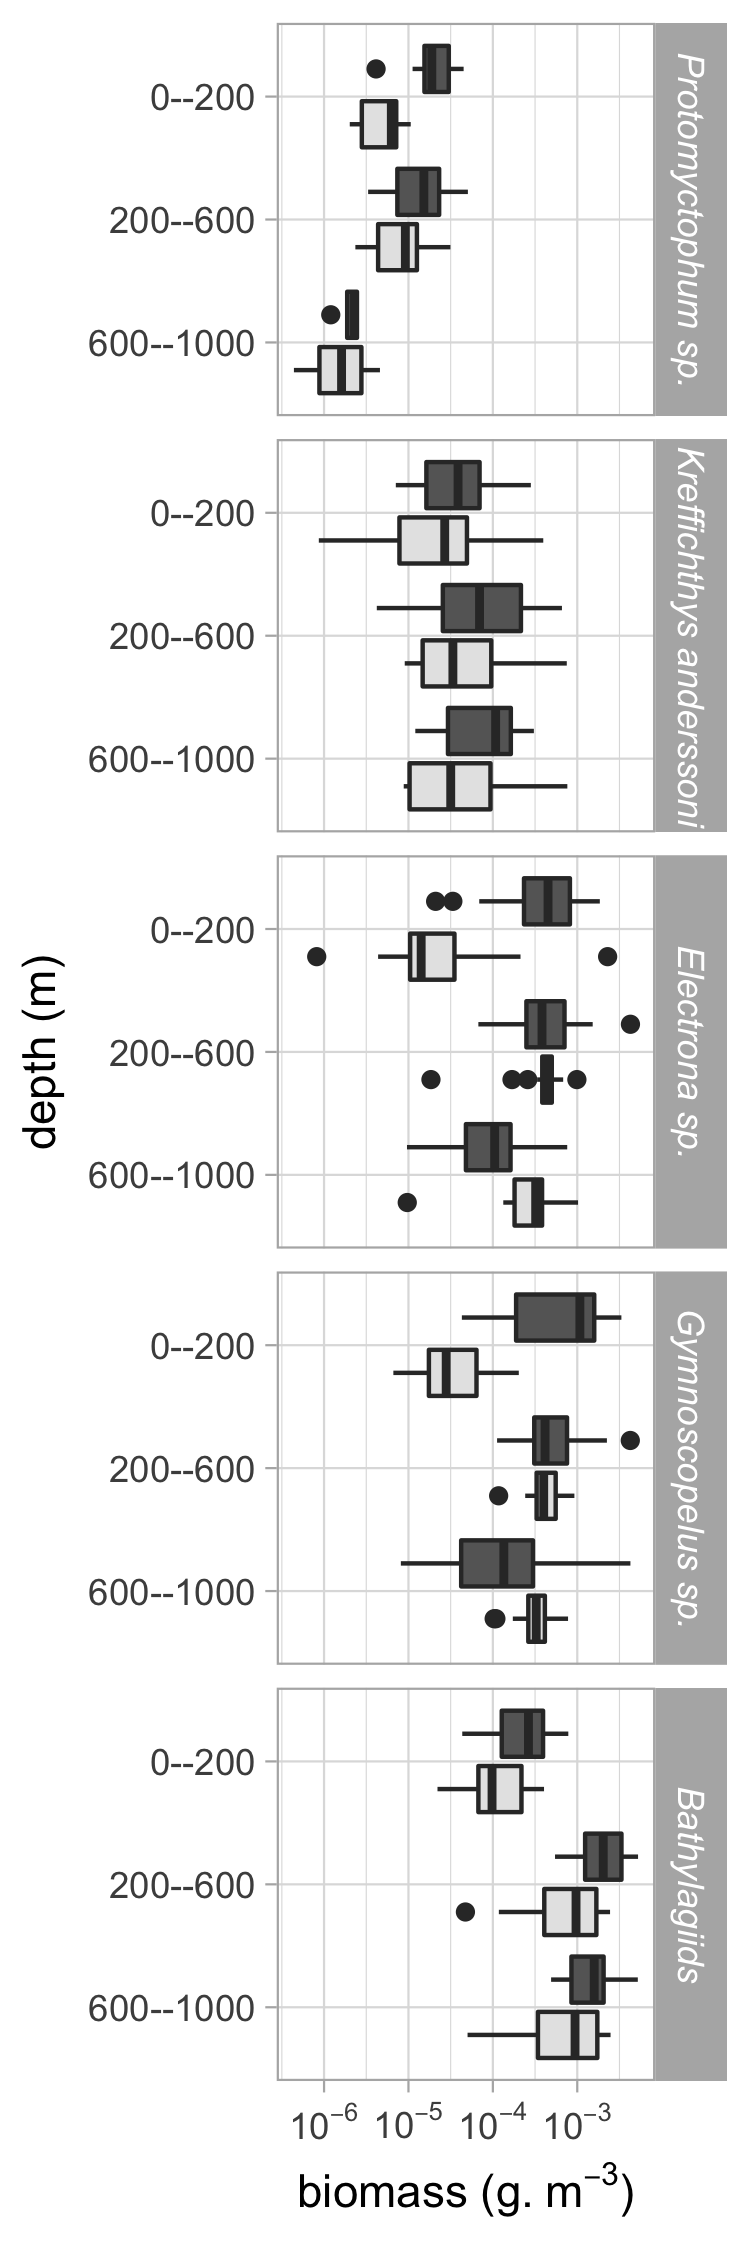 Protomyctophum sp.
0--200
200--600
600--1000
Krefflichthys anderssoni
0--200
200--600
600--1000
Electrona sp.
0--200
200--600
600--1000
Gymnoscopelus sp.
0--200
200--600
600--1000
Bathylagiids
0--200
200--600
600--1000
depth (m)
10⁻⁶ 10⁻⁵ 10⁻⁴ 10⁻³
biomass (g. m⁻³)